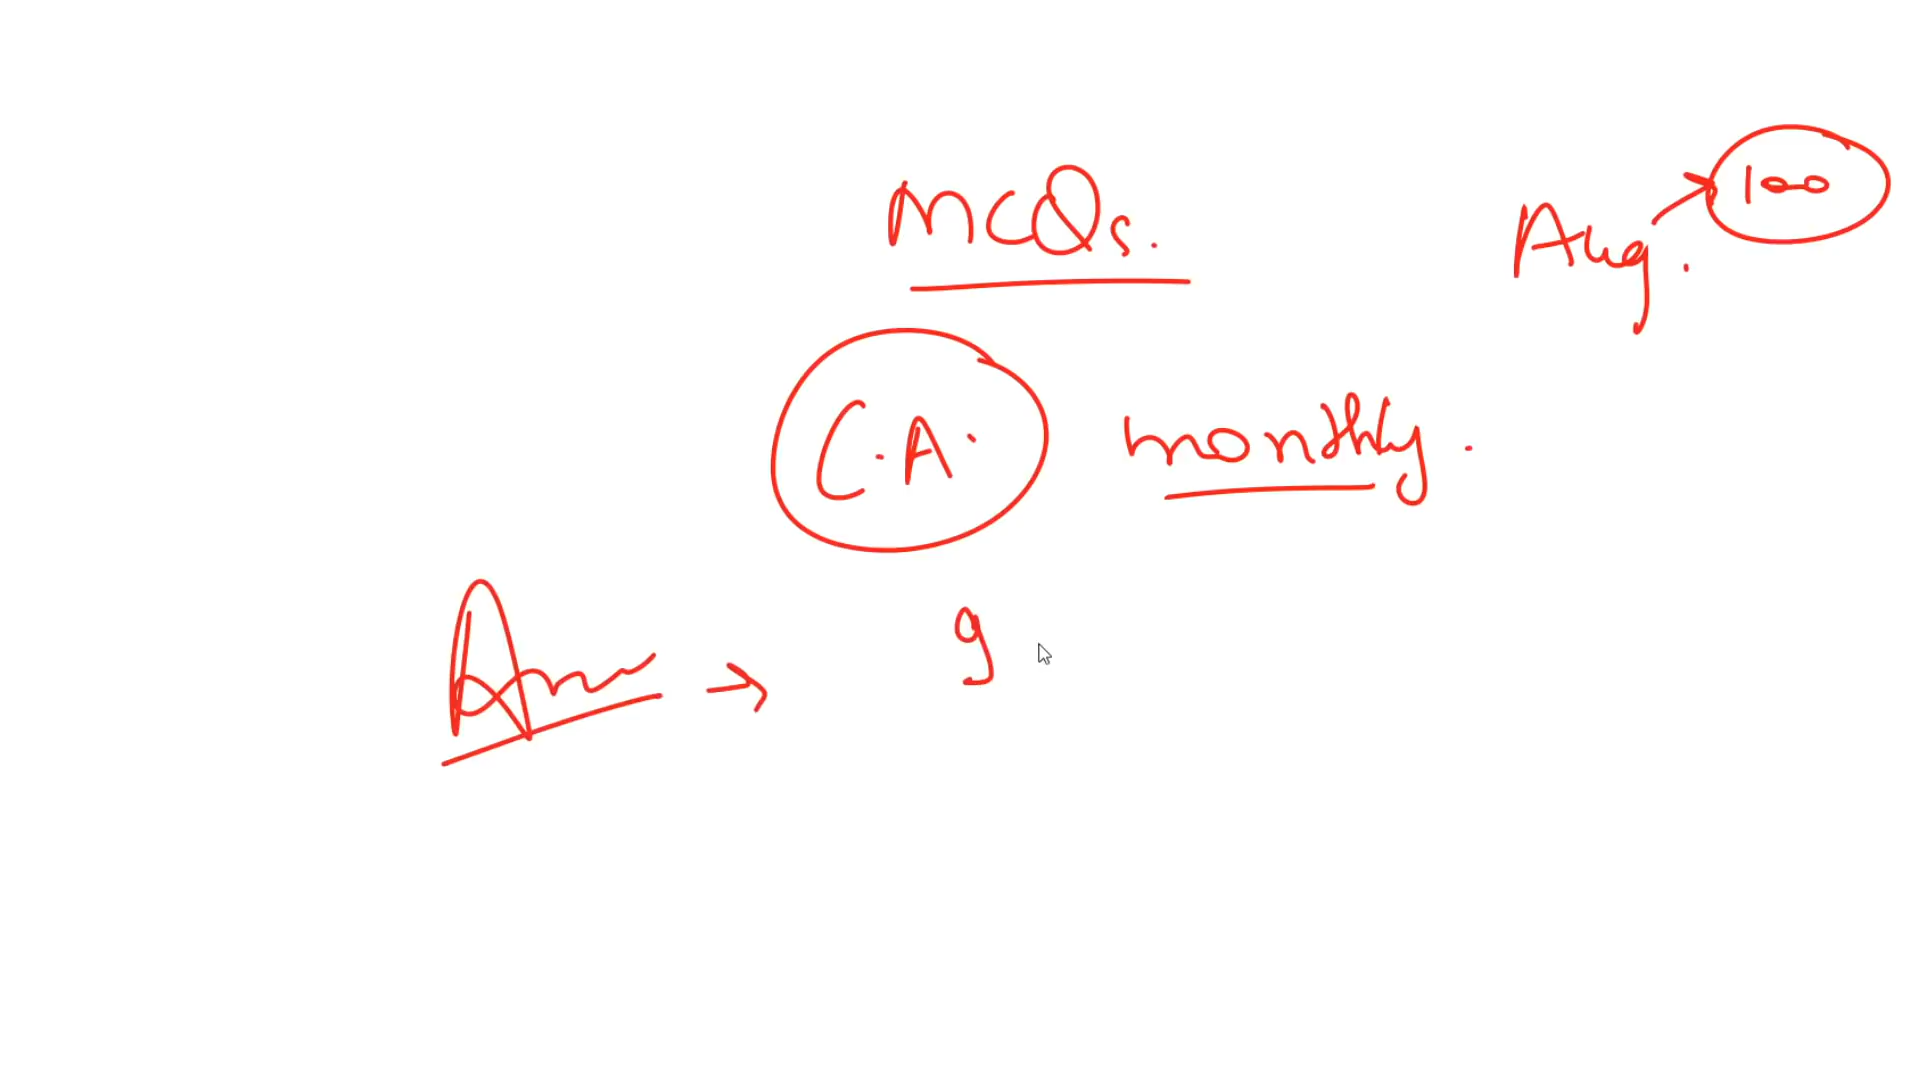 MCQs.
Aug. → 100
C.A. monthly.
→ 9